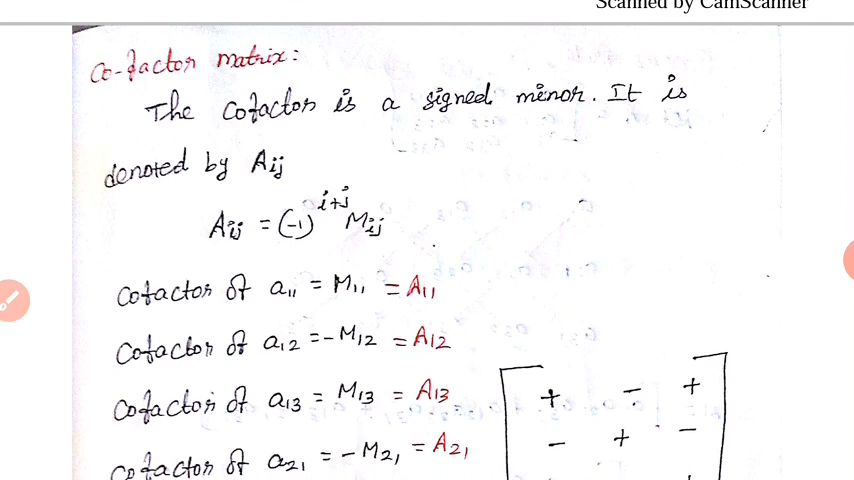 Scanned by CamScanner
Co-factor matrix:
The cofactor is a signed minor. It is
denoted by Aij
Aij = (-1)^{i+j} Mij
Cofactor of a11 = M11 = A11
Cofactor of a12 = -M12 = A12
Cofactor of a13 = M13 = A13
+ - +
- + -
Cofactor of a21 = -M21 = A21